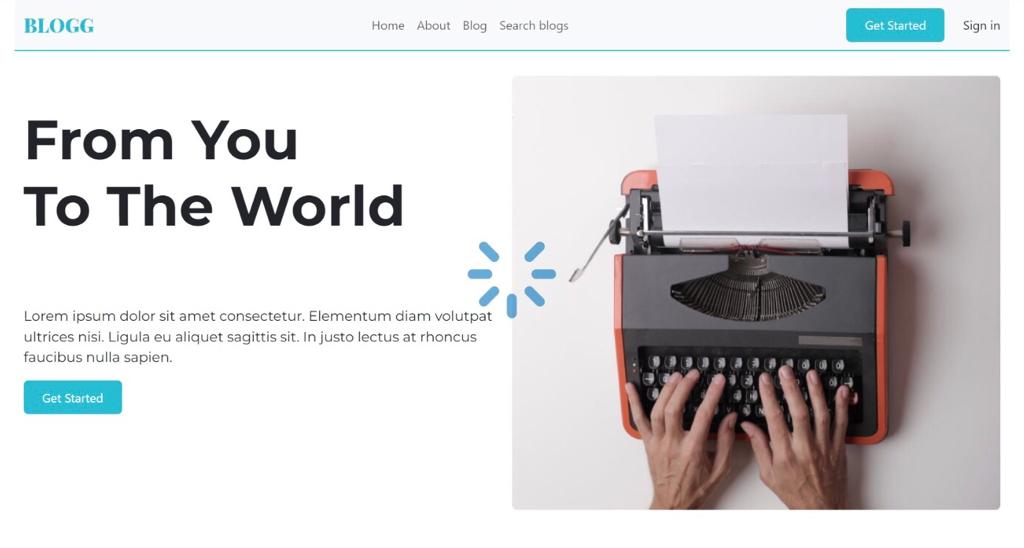 BLOGG
Home About Blog Search blogs
Get Started Sign in
From You
To The World
Lorem ipsum dolor sit amet consectetur. Elementum diam volutpat
ultrices nisi. Ligula eu aliquet sagittis sit. In justo lectus at rhoncus
faucibus nulla sapien.
Get Started